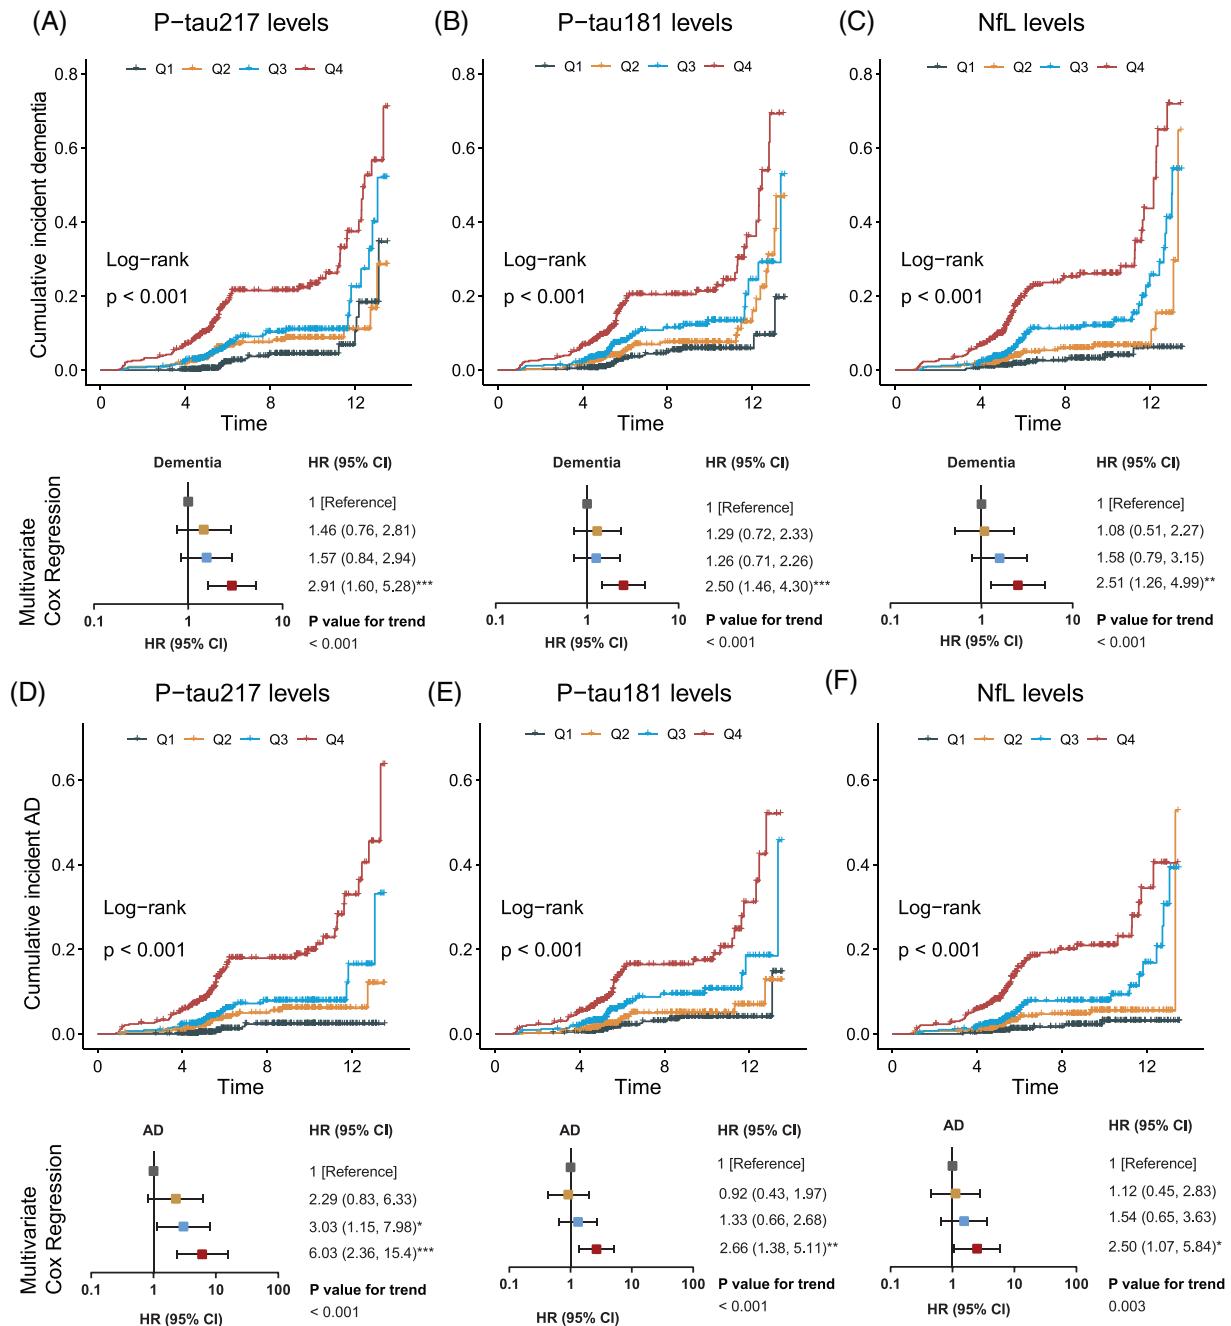 (A) P−tau217 levels
(B) P−tau181 levels
(C) NfL levels
Q1 Q2 Q3 Q4
Q1 Q2 Q3 Q4
Q1 Q2 Q3 Q4
Cumulative incident dementia
0.8
0.6
0.4
0.2
0.0
Log−rank
p < 0.001
0 4 8 12
Time
0.8
0.6
0.4
0.2
0.0
Log−rank
p < 0.001
0 4 8 12
Time
0.8
0.6
0.4
0.2
0.0
Log−rank
p < 0.001
0 4 8 12
Time
Multivariate
Cox Regression
Dementia HR (95% CI)
1 [Reference]
1.46 (0.76, 2.81)
1.57 (0.84, 2.94)
2.91 (1.60, 5.28)***
0.1 1 10
HR (95% CI)
P value for trend
< 0.001
Dementia HR (95% CI)
1 [Reference]
1.29 (0.72, 2.33)
1.26 (0.71, 2.26)
2.50 (1.46, 4.30)***
0.1 1 10
HR (95% CI)
P value for trend
< 0.001
Dementia HR (95% CI)
1 [Reference]
1.08 (0.51, 2.27)
1.58 (0.79, 3.15)
2.51 (1.26, 4.99)**
0.1 1 10
HR (95% CI)
P value for trend
< 0.001
(D) P−tau217 levels
(E) P−tau181 levels
(F) NfL levels
Q1 Q2 Q3 Q4
Q1 Q2 Q3 Q4
Q1 Q2 Q3 Q4
Cumulative incident AD
0.6
0.4
0.2
0.0
Log−rank
p < 0.001
0 4 8 12
Time
0.6
0.4
0.2
0.0
Log−rank
p < 0.001
0 4 8 12
Time
0.6
0.4
0.2
0.0
Log−rank
p < 0.001
0 4 8 12
Time
Multivariate
Cox Regression
AD HR (95% CI)
1 [Reference]
2.29 (0.83, 6.33)
3.03 (1.15, 7.98)*
6.03 (2.36, 15.4)***
0.1 1 10 100
HR (95% CI)
P value for trend
< 0.001
AD HR (95% CI)
1 [Reference]
0.92 (0.43, 1.97)
1.33 (0.66, 2.68)
2.66 (1.38, 5.11)**
0.1 1 10 100
HR (95% CI)
P value for trend
< 0.001
AD HR (95% CI)
1 [Reference]
1.12 (0.45, 2.83)
1.54 (0.65, 3.63)
2.50 (1.07, 5.84)*
0.1 1 10 100
HR (95% CI)
P value for trend
0.003